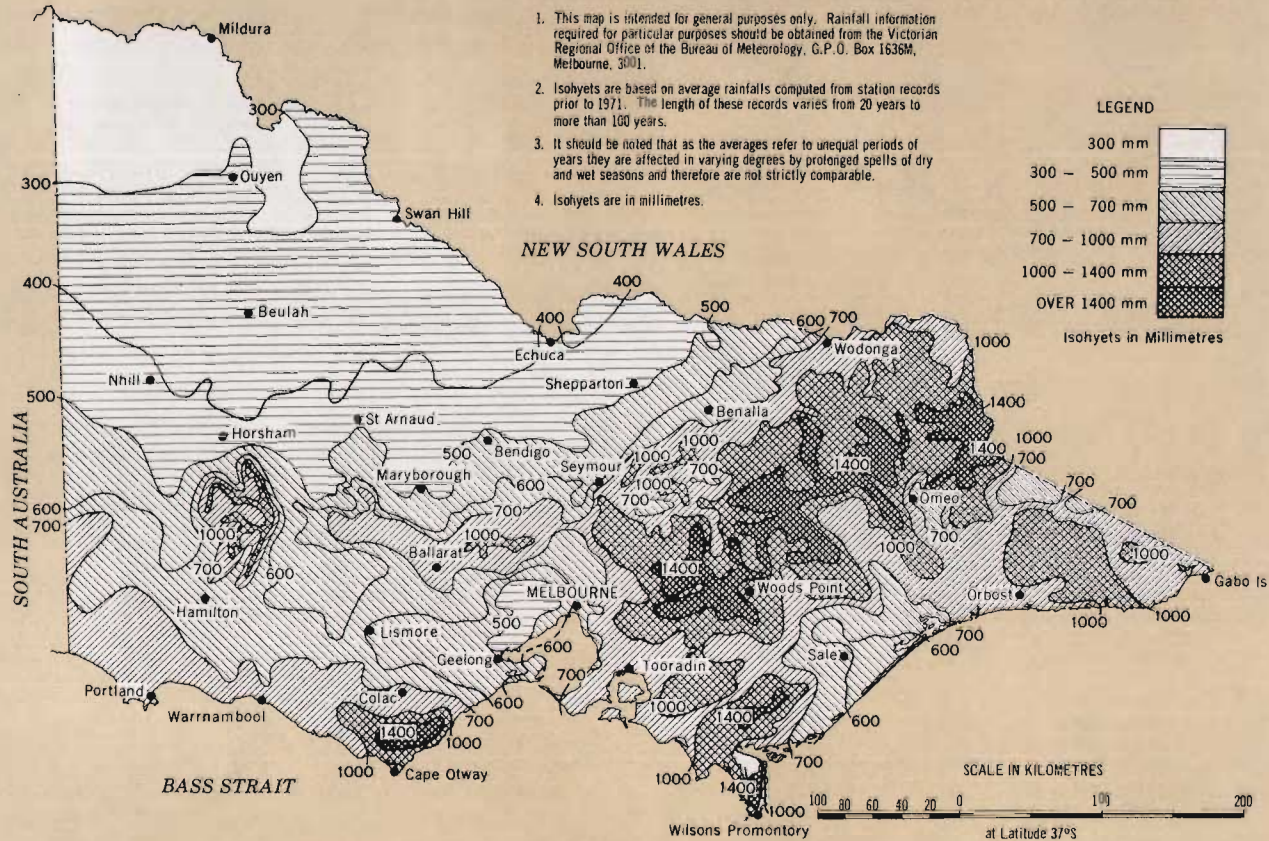 1. This map is intended for general purposes only. Rainfall information
required for particular purposes should be obtained from the Victorian
Regional Office of the Bureau of Meteorology, G.P.O. Box 1636M,
Melbourne, 3001.
2. Isohyets are based on average rainfalls computed from station records
prior to 1971. The length of these records varies from 20 years to
more than 100 years.
3. It should be noted that as the averages refer to unequal periods of
years they are affected in varying degrees by prolonged spells of dry
and wet seasons and therefore are not strictly comparable.
4. Isohyets are in millimetres.
LEGEND
300 mm
300 – 500 mm
500 – 700 mm
700 – 1000 mm
1000 – 1400 mm
OVER 1400 mm
Isohyets in Millimetres
Mildura
300
Ouyen
300
Swan Hill
NEW SOUTH WALES
400
400
500
Beulah
400
600
700
Echuca
Wodonga
1000
Nhill
Shepparton
500
Benalla
1400
St Arnaud
Horsham
SOUTH AUSTRALIA
500
Bendigo
1000
1000
700
Seymour
700
1400
1400
Maryborough
600
1000
700
700
Omeo
700
600
700
700
1000
1000
Ballarat
700
1000
1000
700
600
1400
Gabo Is
MELBOURNE
Woods Point
Orbost
Hamilton
500
1000
1000
Lismore
700
600
Geelong
600
Tooradin
Sale
Portland
Colac
700
1000
600
600
Warrnambool
700
1400
1400
1000
700
1000
Cape Otway
1000
BASS STRAIT
1400
1000
Wilsons Promontory
SCALE IN KILOMETRES
100 80 60 40 20 0 100 200
at Latitude 37°S